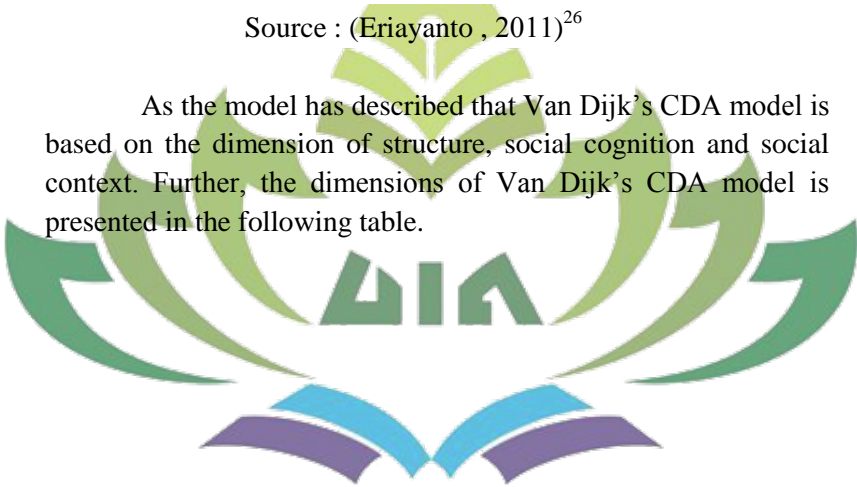 Source : (Eriayanto , 2011)26
As the model has described that Van Dijk's CDA model is
based on the dimension of structure, social cognition and social
context. Further, the dimensions of Van Dijk's CDA model is
presented in the following table.
UIN